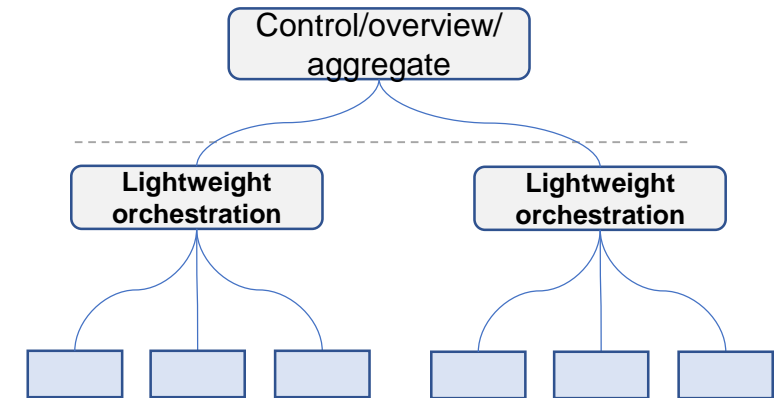 Control/overview/
aggregate
Lightweight
orchestration
Lightweight
orchestration